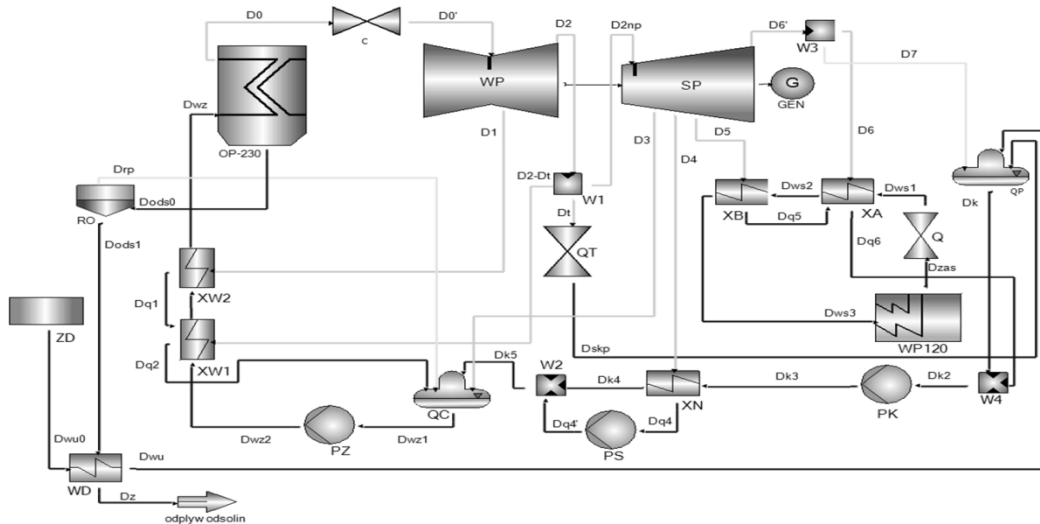 D0
D0'
D2
D2np
D6'
W3
D7
c
WP
SP
G
GEN
Dwz
OP-230
D1
D3
D4
D5
D6
Drp
Dods0
RO
D2-Dt
W1
XB
Dws2
XA
Dws1
Dk
QP
Dt
Dq5
Dq6
Q
Dods1
QT
Dzas
XW2
Dq1
ZD
Dws3
WP120
Dq2
XW1
Dskp
Dk5
W2
Dk4
XN
Dk3
Dk2
PK
W4
QC
Dwz2
PZ
Dwz1
Dq4'
PS
Dq4
Dwu0
Dwu
WD
Dz
odplyw odsolin